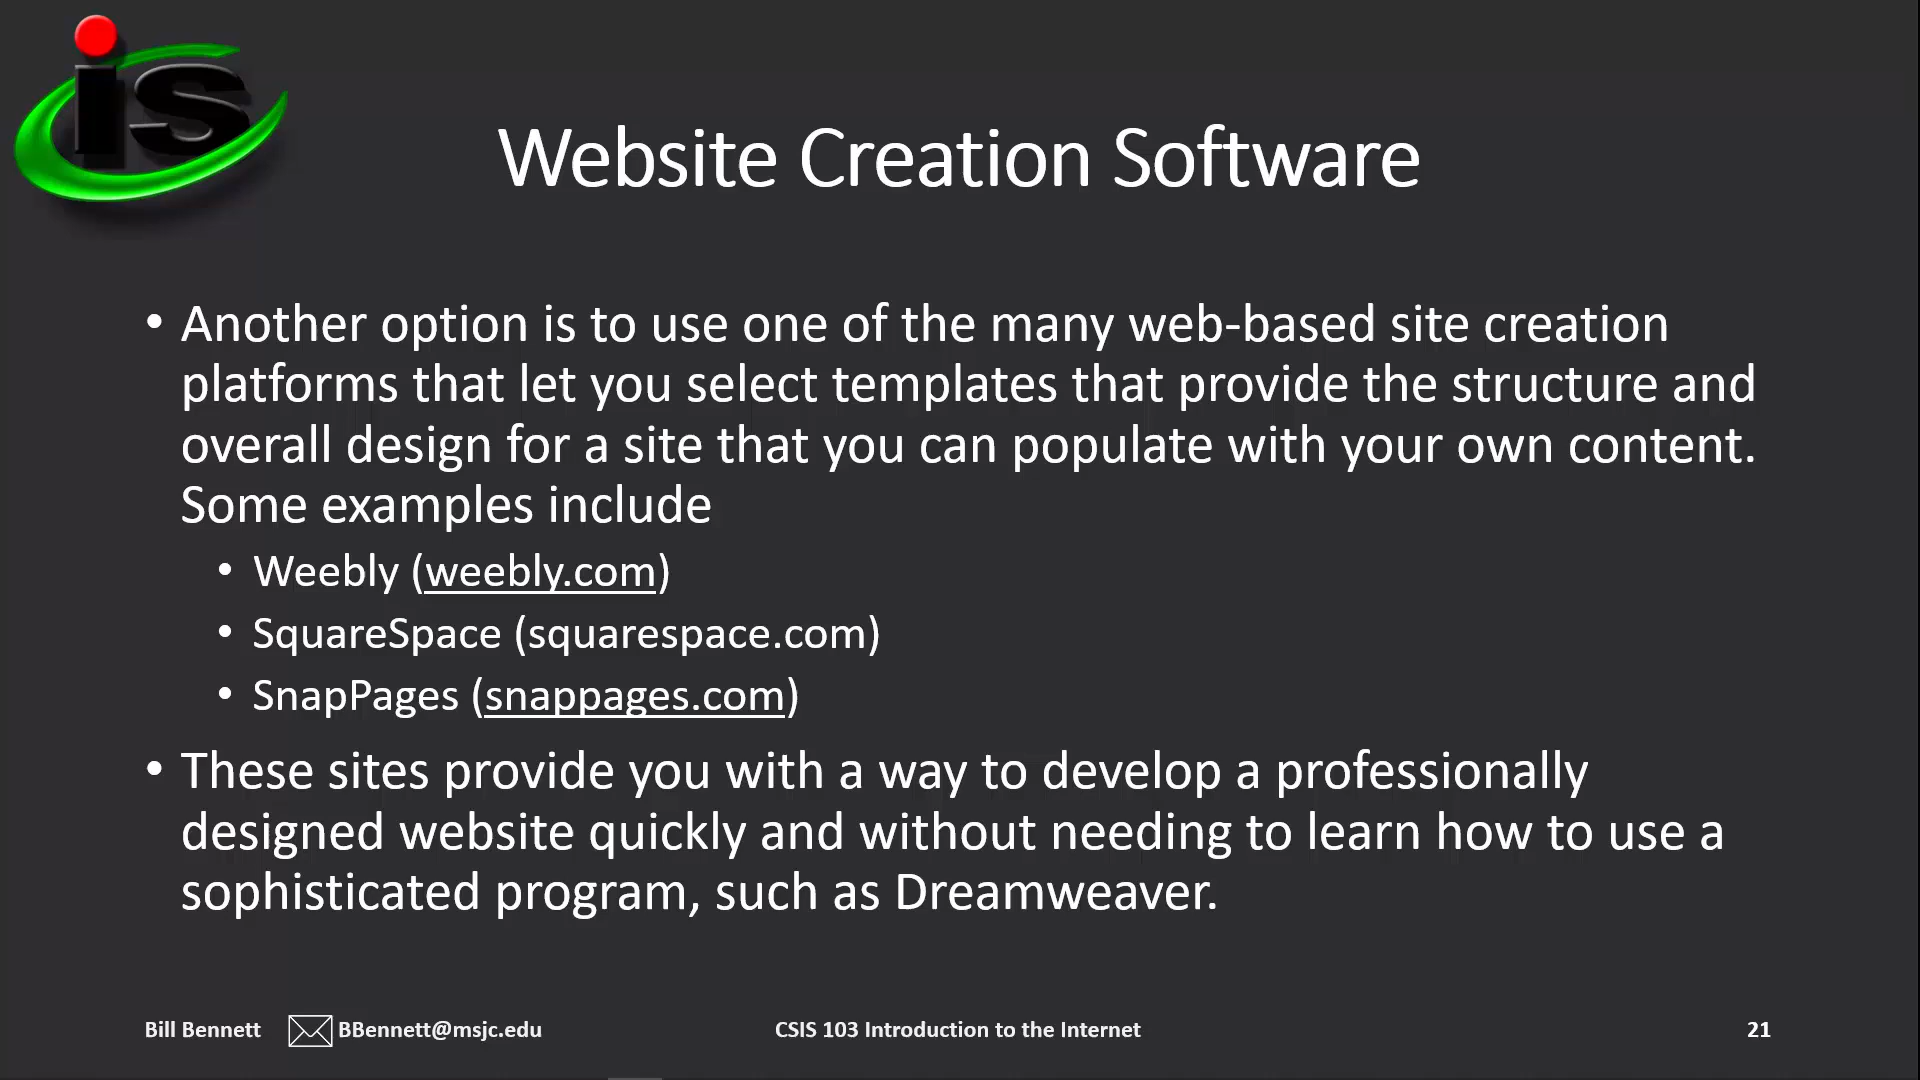 is
Website Creation Software
• Another option is to use one of the many web-based site creation
platforms that let you select templates that provide the structure and
overall design for a site that you can populate with your own content.
Some examples include
• Weebly (weebly.com)
• SquareSpace (squarespace.com)
• SnapPages (snappages.com)
• These sites provide you with a way to develop a professionally
designed website quickly and without needing to learn how to use a
sophisticated program, such as Dreamweaver.
Bill Bennett BBennett@msjc.edu CSIS 103 Introduction to the Internet 21